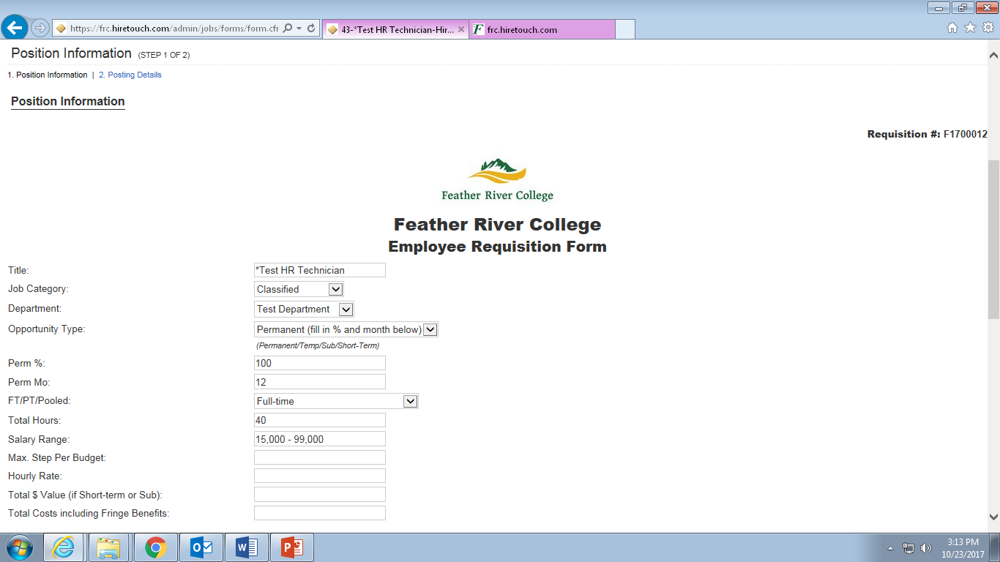 https://frc.hiretouch.com/admin/jobs/forms/form.cfr
43-*Test HR Technician-Hir...
frc.hiretouch.com
Position Information (STEP 1 OF 2)
1. Position Information | 2. Posting Details
Position Information
Requisition #: F1700012
Feather River College
Feather River College
Employee Requisition Form
Title: *Test HR Technician
Job Category: Classified
Department: Test Department
Opportunity Type: Permanent (fill in % and month below)
(Permanent/Temp/Sub/Short-Term)
Perm %: 100
Perm Mo: 12
FT/PT/Pooled: Full-time
Total Hours: 40
Salary Range: 15,000 - 99,000
Max. Step Per Budget:
Hourly Rate:
Total $ Value (if Short-term or Sub):
Total Costs including Fringe Benefits:
3:13 PM
10/23/2017